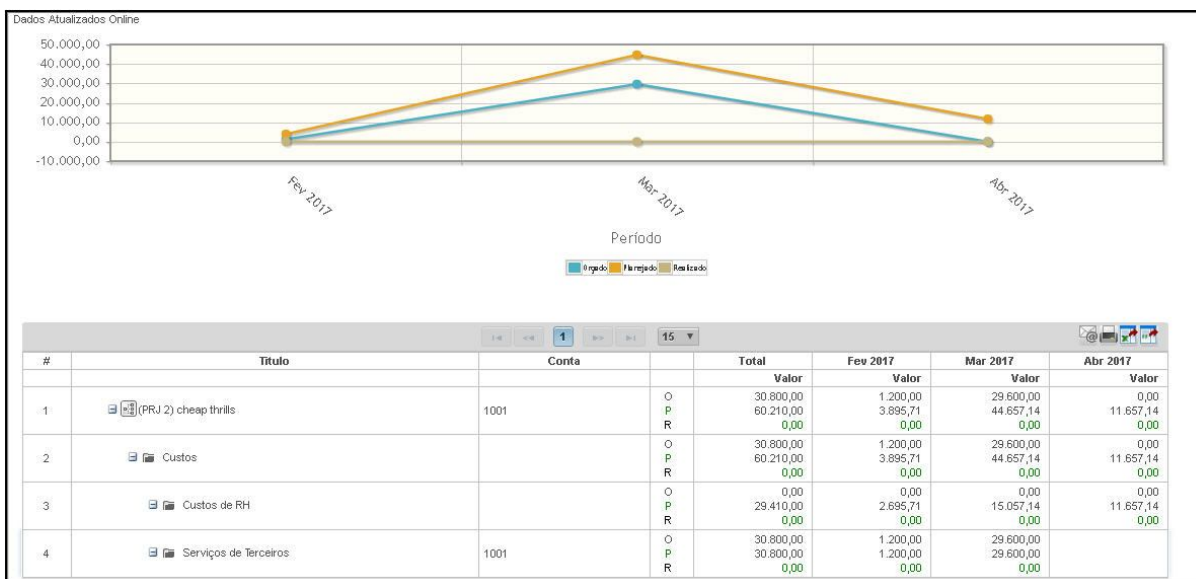 Dados Atualizados Online
50.000,00
40.000,00
30.000,00
20.000,00
10.000,00
0,00
-10.000,00
Fev 2017
Mar 2017
Abr 2017
Período
Orçado Planejado Realizado
1
15
# Titulo Conta Total Fev 2017 Mar 2017 Abr 2017
Valor Valor Valor Valor
1 (PRJ 2) cheap thrills 1001
O 30.800,00 1.200,00 29.600,00 0,00
P 60.210,00 3.895,71 44.657,14 11.657,14
R 0,00 0,00 0,00 0,00
2 Custos
O 30.800,00 1.200,00 29.600,00 0,00
P 60.210,00 3.895,71 44.657,14 11.657,14
R 0,00 0,00 0,00 0,00
3 Custos de RH
O 0,00 0,00 0,00 0,00
P 29.410,00 2.695,71 15.057,14 11.657,14
R 0,00 0,00 0,00 0,00
4 Serviços de Terceiros 1001
O 30.800,00 1.200,00 29.600,00
P 30.800,00 1.200,00 29.600,00
R 0,00 0,00 0,00